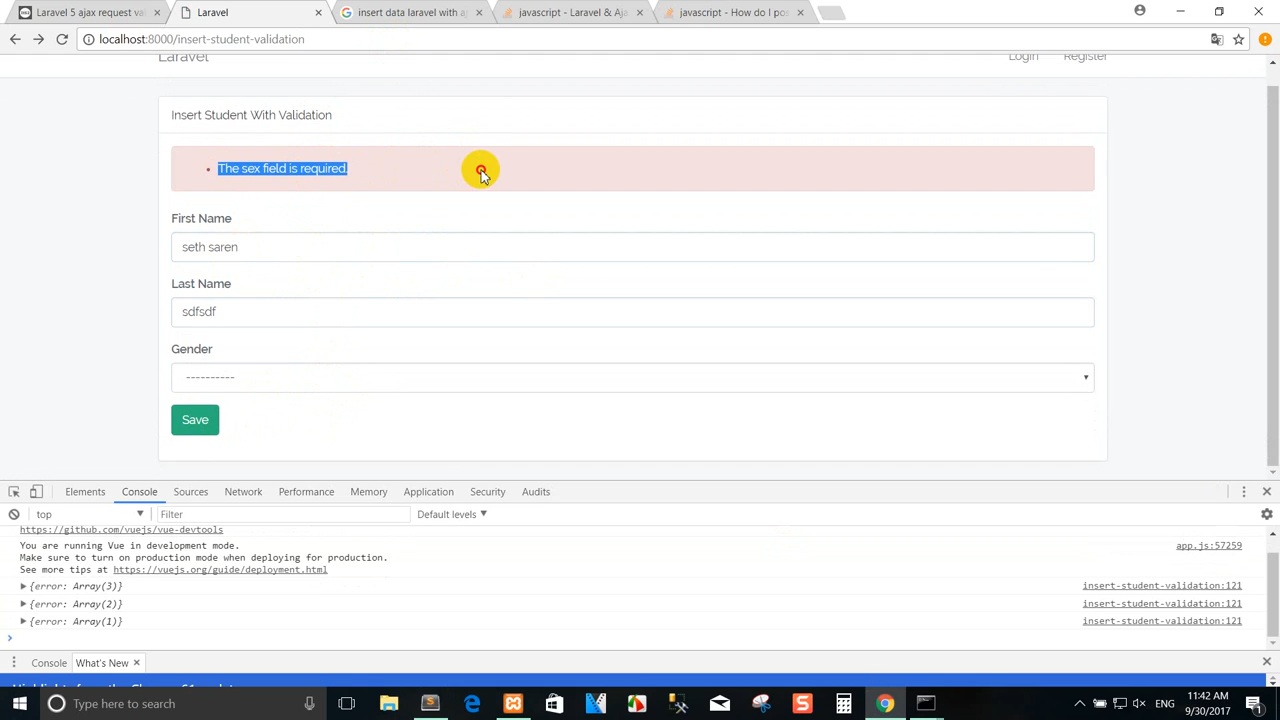 Laravel 5 ajax request val
Laravel
insert data laravel with aj
javascript - Laravel & Aja
javascript - How do I pos
localhost:8000/insert-student-validation
Laravel
Login
Register
Insert Student With Validation
The sex field is required.
First Name
seth saren
Last Name
sdfsdf
Gender
----------
Save
Elements Console Sources Network Performance Memory Application Security Audits
top Filter Default levels
https://github.com/vuejs/vue-devtools
You are running Vue in development mode. app.js:57259
Make sure to turn on production mode when deploying for production.
See more tips at https://vuejs.org/guide/deployment.html
{error: Array(3)} insert-student-validation:121
{error: Array(2)} insert-student-validation:121
{error: Array(1)} insert-student-validation:121
Console What's New
Type here to search
ENG
11:42 AM
9/30/2017